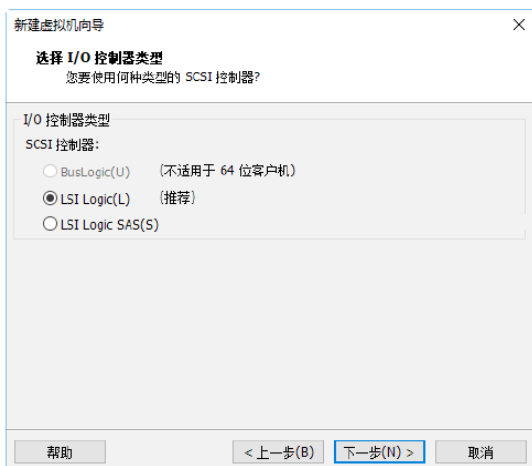 新建虚拟机向导
选择 I/O 控制器类型
您要使用何种类型的 SCSI 控制器?
I/O 控制器类型
SCSI 控制器:
BusLogic(U) (不适用于 64 位客户机)
LSI Logic(L) (推荐)
LSI Logic SAS(S)
帮助 < 上一步(B) 下一步(N) > 取消